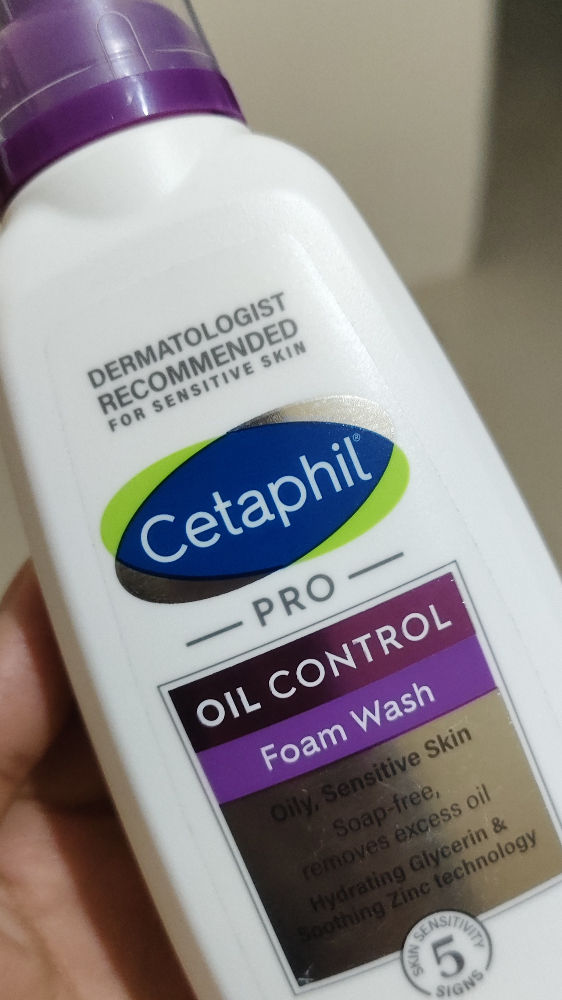 DERMATOLOGIST
RECOMMENDED
FOR SENSITIVE SKIN
Cetaphil®
PRO
OIL CONTROL
Foam Wash
Oily, Sensitive Skin
Soap-free,
removes excess oil
Hydrating Glycerin &
Soothing Zinc technology
SKIN SENSITIVITY
5
SIGNS